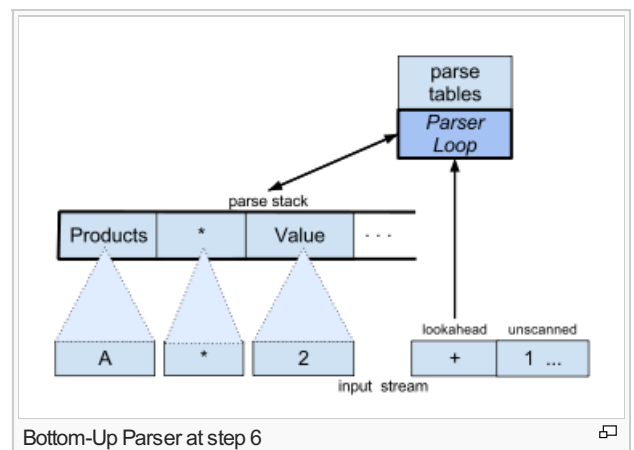 parse
tables
Parser
Loop
parse stack
Products * Value ...
lookahead unscanned
A * 2 + 1 ...
input stream
Bottom-Up Parser at step 6